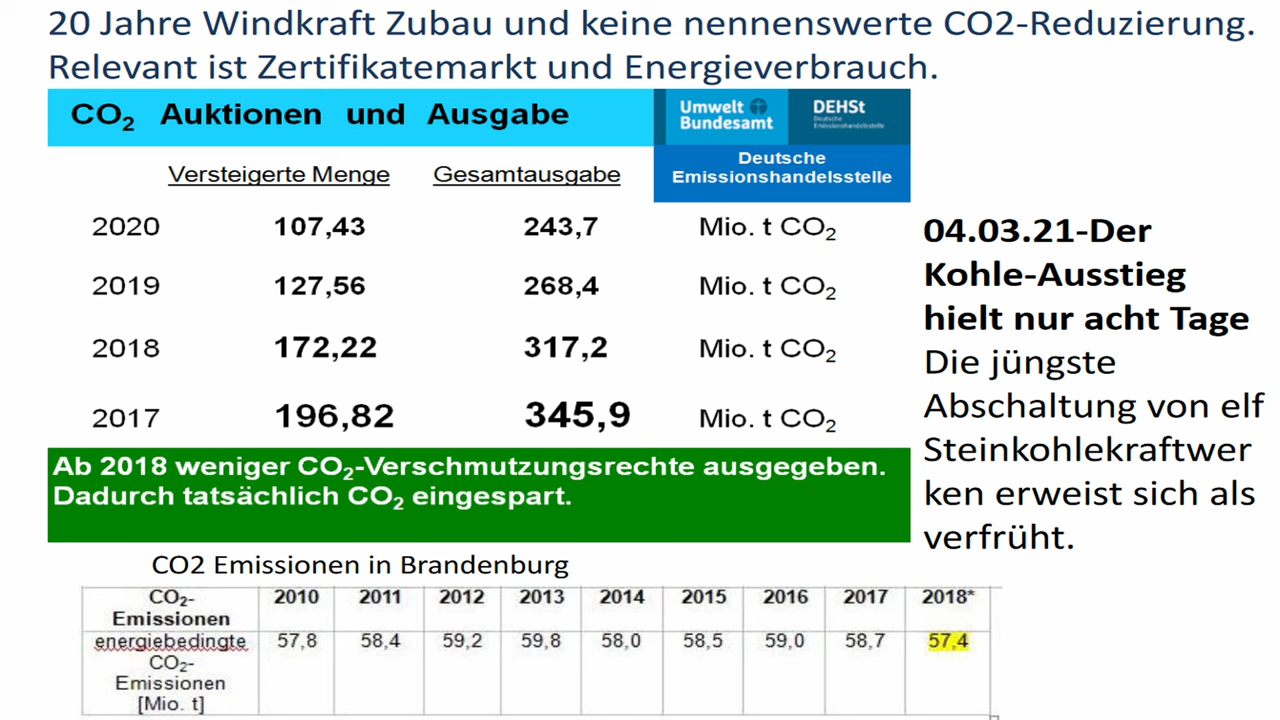 20 Jahre Windkraft Zubau und keine nennenswerte CO2-Reduzierung.
Relevant ist Zertifikatemarkt und Energieverbrauch.
CO₂ Auktionen und Ausgabe
Umwelt Bundesamt
DEHSt
Deutsche
Emissionshandelsstelle
Deutsche
Emissionshandelsstelle
Versteigerte Menge Gesamtausgabe
2020 107,43 243,7 Mio. t CO₂
2019 127,56 268,4 Mio. t CO₂
2018 172,22 317,2 Mio. t CO₂
2017 196,82 345,9 Mio. t CO₂
Ab 2018 weniger CO₂-Verschmutzungsrechte ausgegeben.
Dadurch tatsächlich CO₂ eingespart.
04.03.21-Der
Kohle-Ausstieg
hielt nur acht Tage
Die jüngste
Abschaltung von elf
Steinkohlekraftwer
ken erweist sich als
verfrüht.
CO2 Emissionen in Brandenburg
CO₂- 2010 2011 2012 2013 2014 2015 2016 2017 2018*
Emissionen
energiebedingte 57,8 58,4 59,2 59,8 58,0 58,5 59,0 58,7 57,4
CO₂-
Emissionen
[Mio. t]